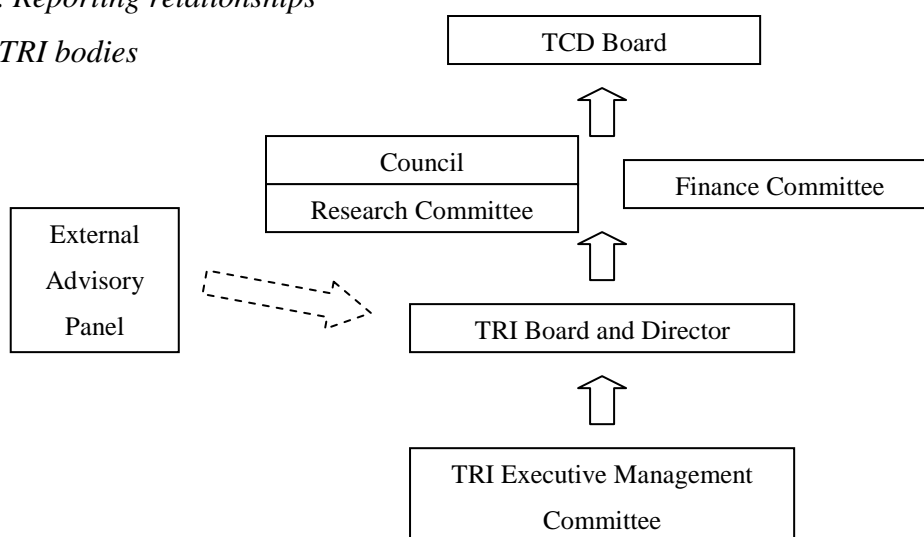 . Reporting relationships
TRI bodies
TCD Board
Council
Research Committee
Finance Committee
External
Advisory
Panel
TRI Board and Director
TRI Executive Management
Committee